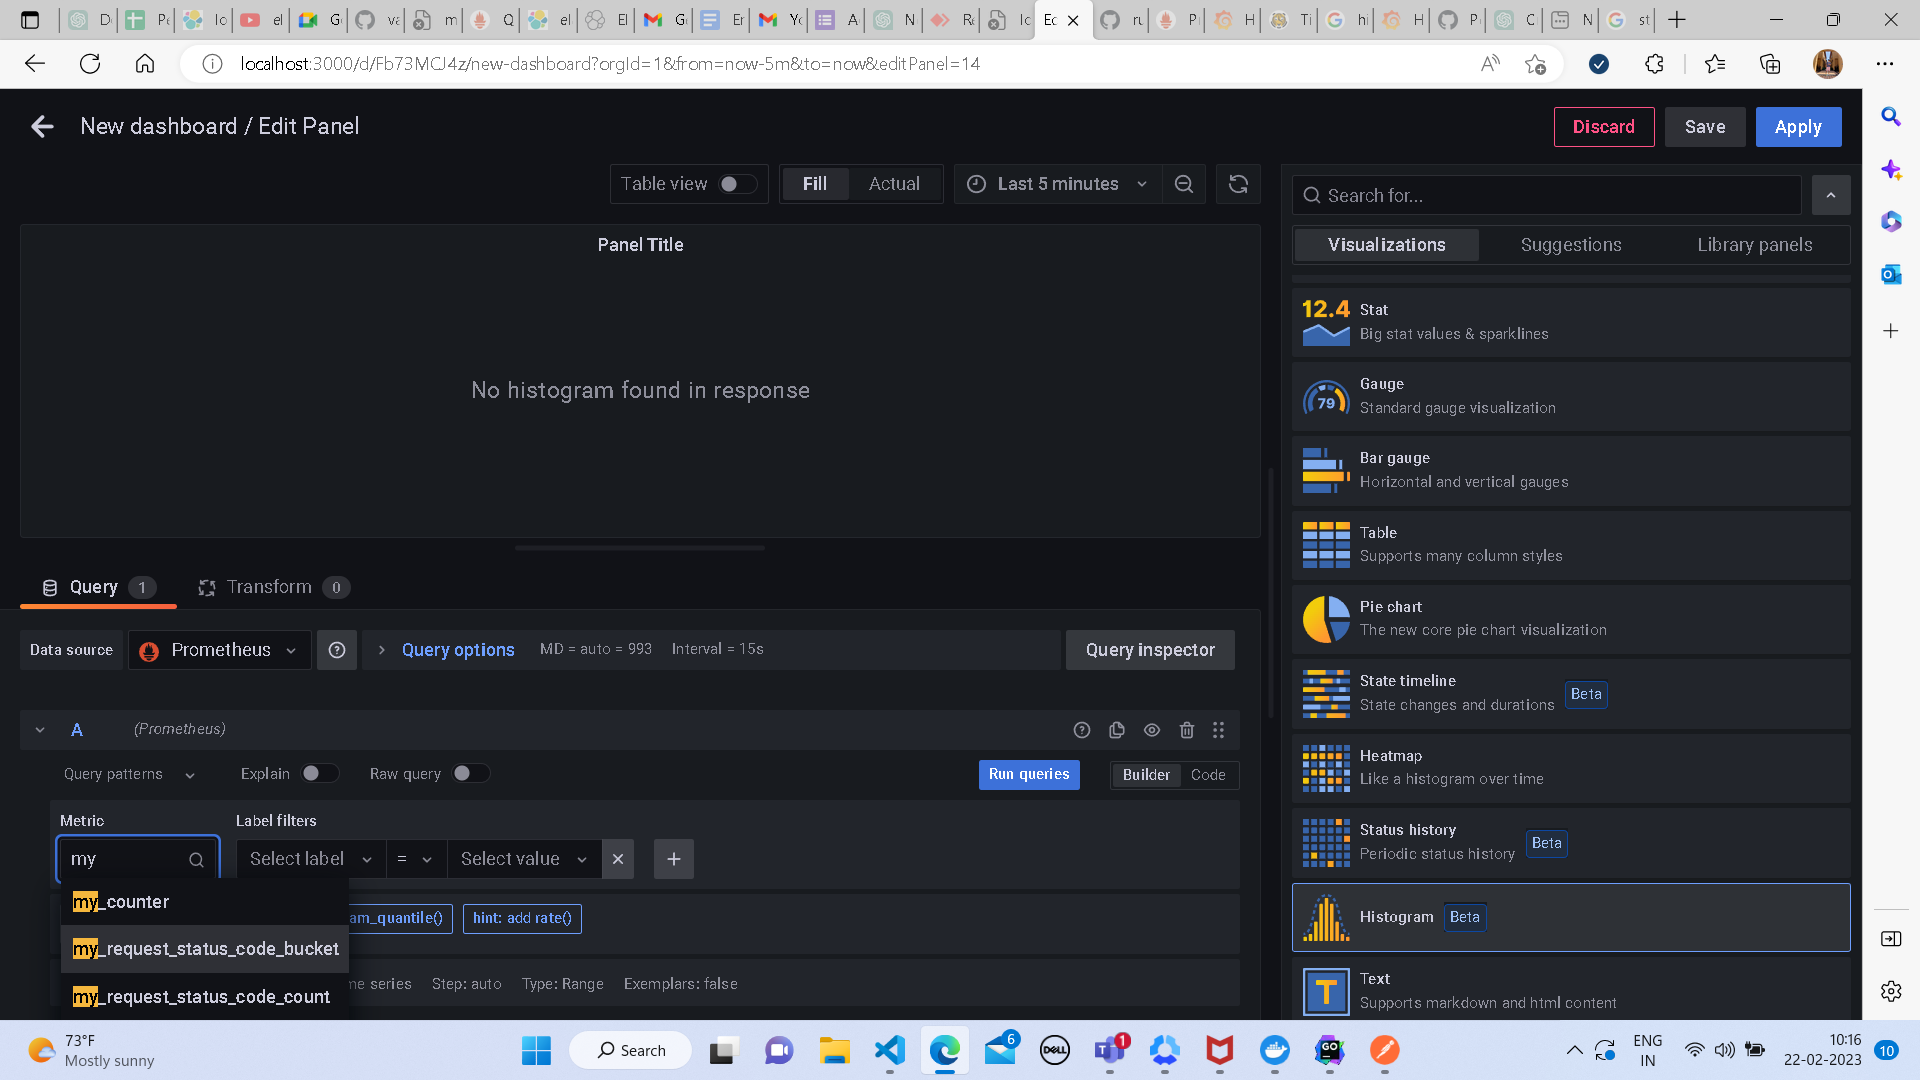 D
Pe
Io
el
G
va
m
Q
el
El
G
Er
Yo
A
N
Re
Ic
Ec
ru
P
H
Ti
hi
H
P
C
N
st
localhost:3000/d/Fb73MCJ4z/new-dashboard?orgId=1&from=now-5m&to=now&editPanel=14
New dashboard / Edit Panel
Discard
Save
Apply
Table view
Fill
Actual
Last 5 minutes
Search for...
Visualizations
Suggestions
Library panels
Panel Title
No histogram found in response
12.4
Stat
Big stat values & sparklines
79
Gauge
Standard gauge visualization
Bar gauge
Horizontal and vertical gauges
Table
Supports many column styles
Pie chart
The new core pie chart visualization
State timeline
State changes and durations
Beta
Heatmap
Like a histogram over time
Status history
Periodic status history
Beta
Histogram
Beta
T
Text
Supports markdown and html content
Query 1
Transform 0
Data source
Prometheus
Query options
MD = auto = 993
Interval = 15s
Query inspector
A
(Prometheus)
Query patterns
Explain
Raw query
Run queries
Builder
Code
Metric
Label filters
my
Select label
=
Select value
my_counter
my_request_status_code_bucket
my_request_status_code_count
am_quantile()
hint: add rate()
me series
Step: auto
Type: Range
Exemplars: false
73°F
Mostly sunny
Search
6
DELL
1
GO
ENG
IN
10:16
22-02-2023
10